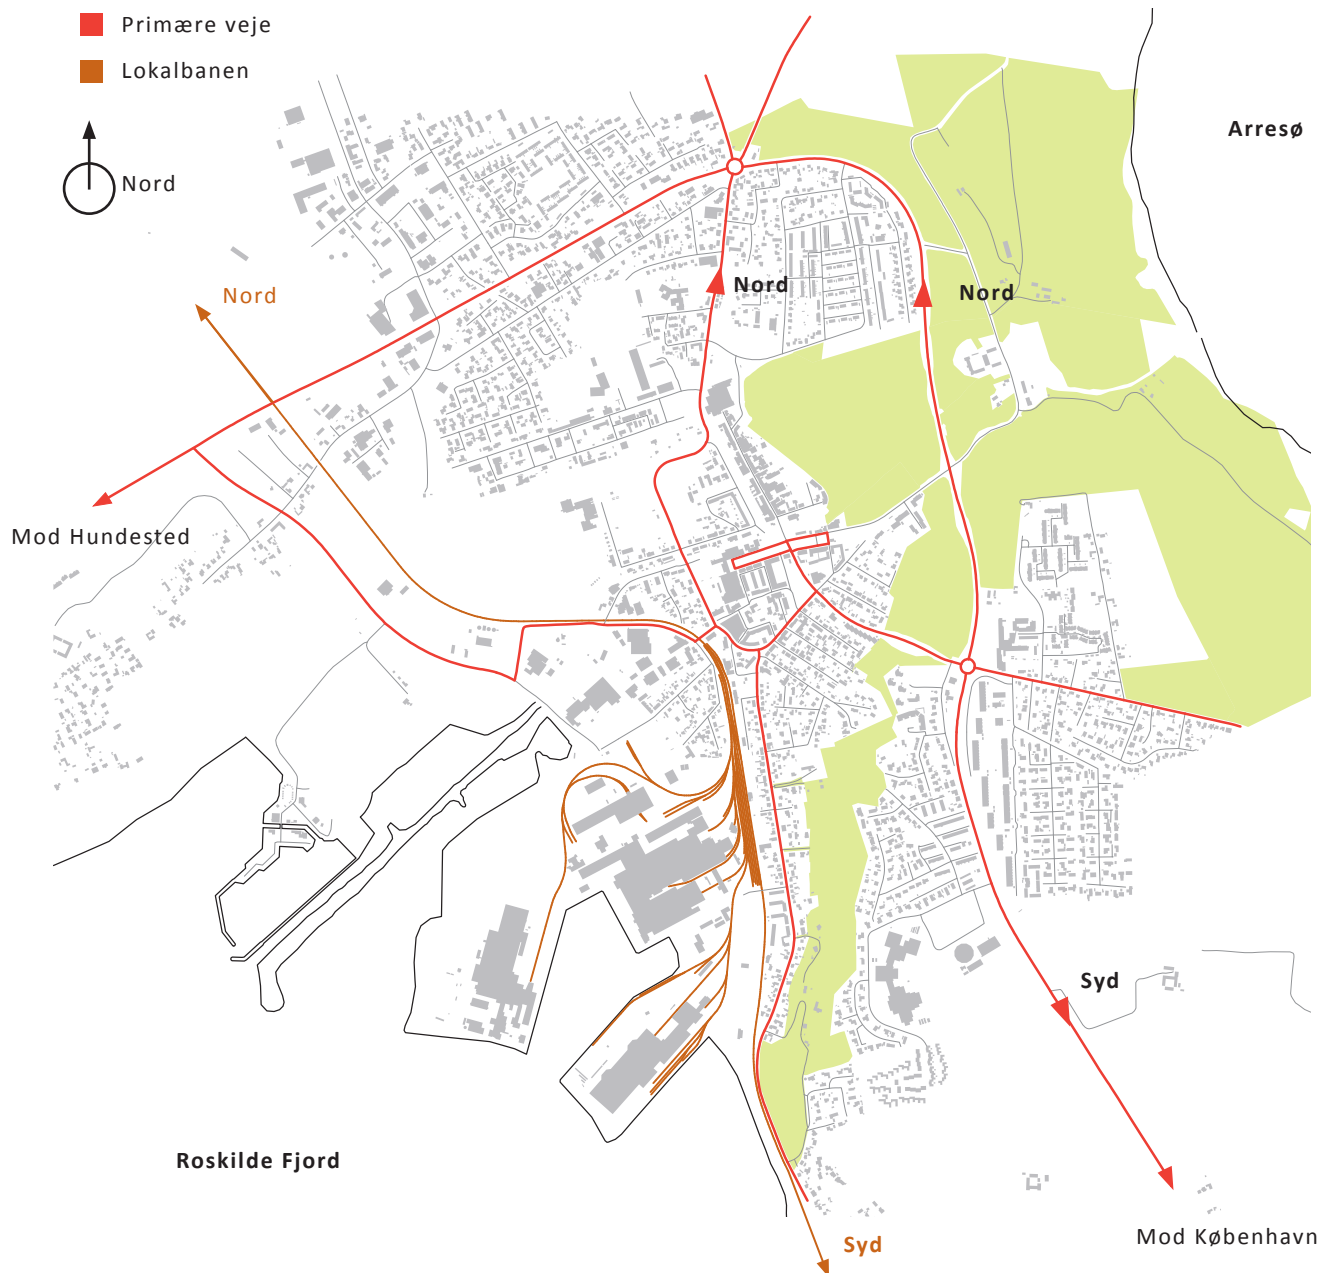 Primære veje
Lokalbanen
Nord
Arresø
Nord
Nord
Nord
Mod Hundested
Syd
Roskilde Fjord
Syd
Mod København